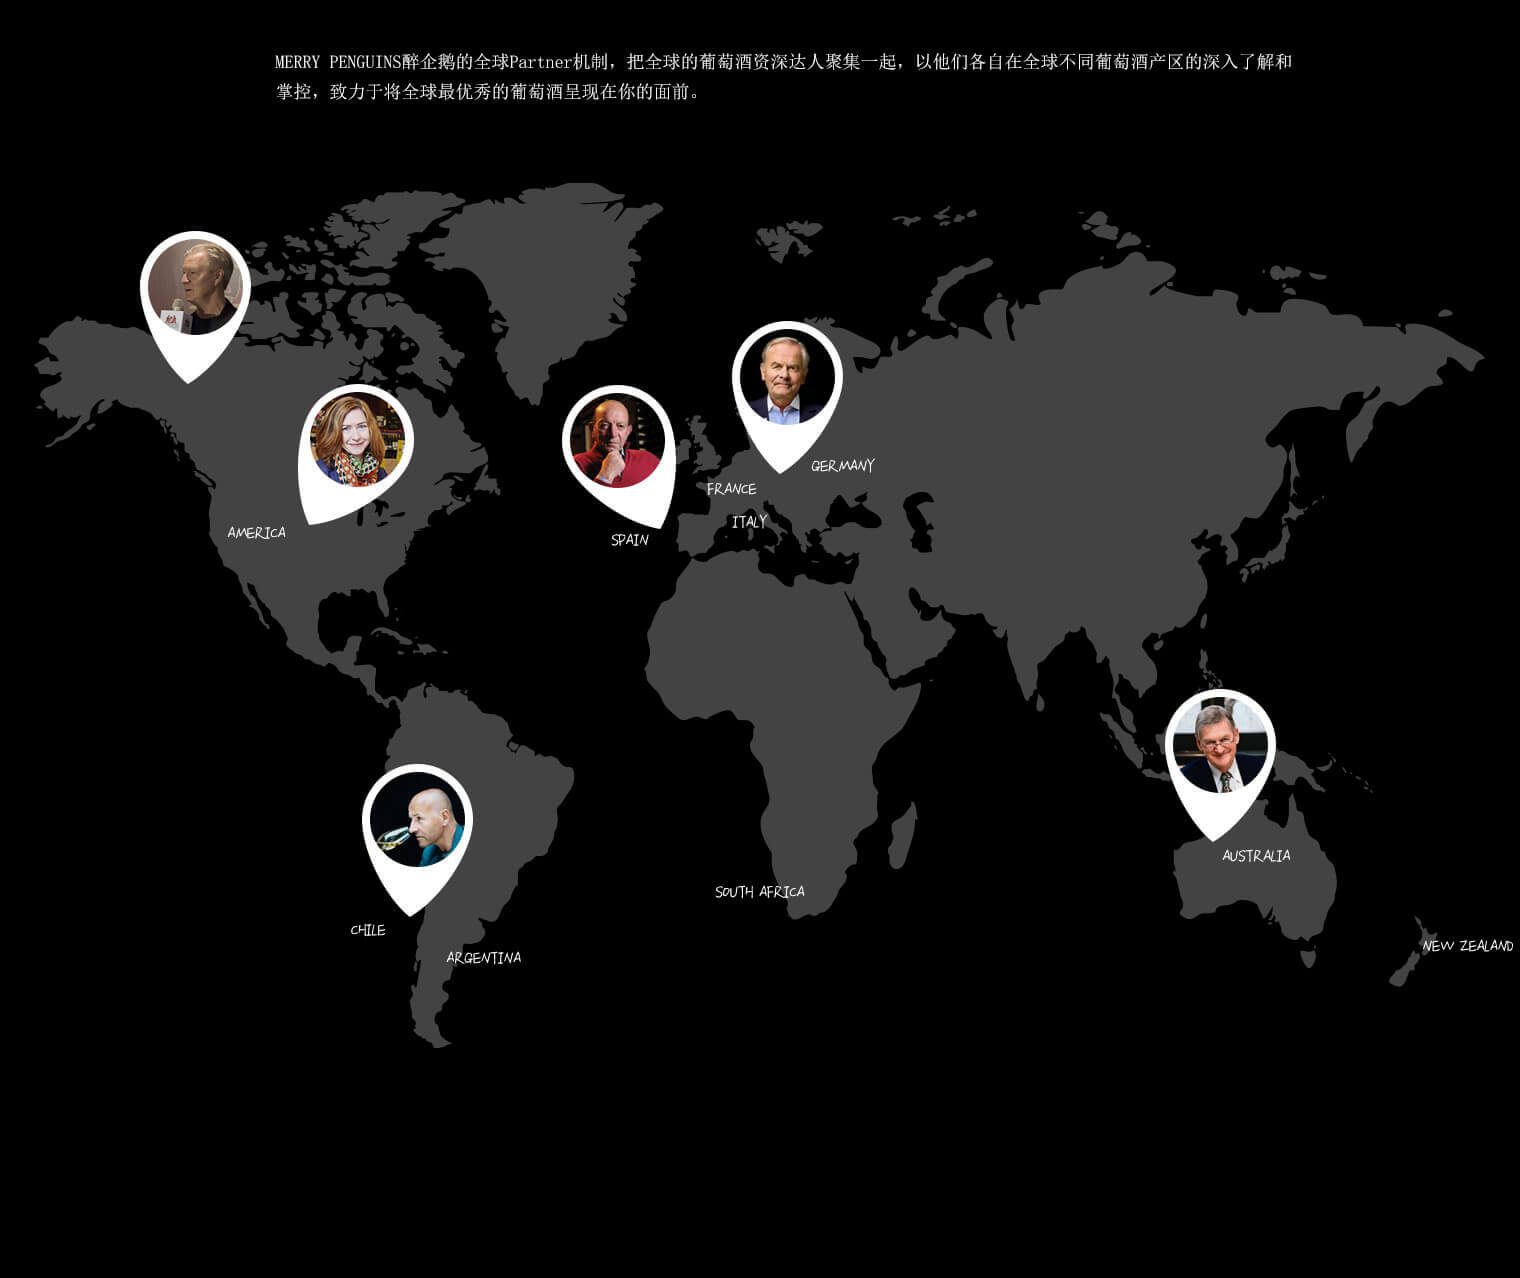 MERRY PENGUINS醉企鹅的全球Partner机制，把全球的葡萄酒资深达人聚集一起，以他们各自在全球不同葡萄酒产区的深入了解和
掌控，致力于将全球最优秀的葡萄酒呈现在你的面前。
GERMANY
FRANCE
ITALY
AMERICA
SPAIN
AUSTRALIA
SOUTH AFRICA
CHILE
NEW ZEALAND
ARGENTINA